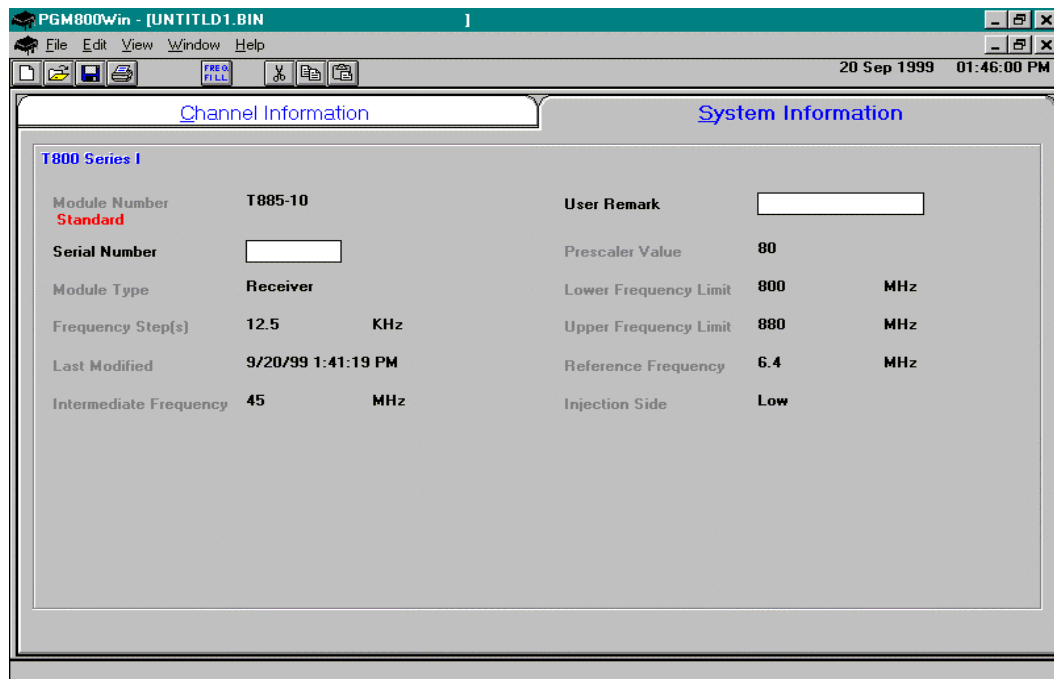 PGM800Win - [UNTITLD1.BIN ]
File Edit View Window Help
FREQ. FILL
20 Sep 1999 01:46:00 PM
Channel Information
System Information
T800 Series I
Module Number T885-10
Standard
User Remark
Serial Number
Prescaler Value 80
Module Type Receiver
Lower Frequency Limit 800 MHz
Frequency Step(s) 12.5 KHz
Upper Frequency Limit 880 MHz
Last Modified 9/20/99 1:41:19 PM
Reference Frequency 6.4 MHz
Intermediate Frequency 45 MHz
Injection Side Low